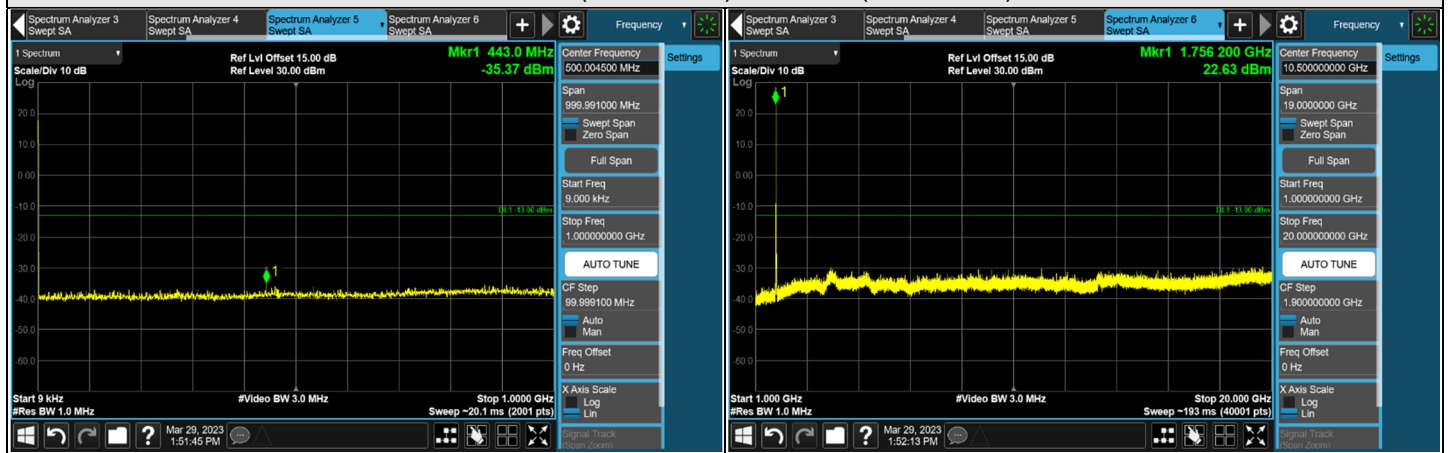 Spectrum Analyzer 3
Swept SA
Spectrum Analyzer 4
Swept SA
Spectrum Analyzer 5
Swept SA
Spectrum Analyzer 6
Swept SA
Frequency
1 Spectrum
Scale/Div 10 dB
Log
Ref Lvl Offset 15.00 dB
Ref Level 30.00 dBm
Mkr1 443.0 MHz
-35.37 dBm
20.0
10.0
0.00
-10.0
-20.0
-30.0
-40.0
-50.0
-60.0
DL1 -13.00 dBm
1
Start 9 kHz
#Res BW 1.0 MHz
#Video BW 3.0 MHz
Stop 1.0000 GHz
Sweep ~20.1 ms (2001 pts)
Center Frequency
500.004500 MHz
Settings
Span
999.991000 MHz
Swept Span
Zero Span
Full Span
Start Freq
9.000 kHz
Stop Freq
1.000000000 GHz
AUTO TUNE
CF Step
99.999100 MHz
Auto
Man
Freq Offset
0 Hz
X Axis Scale
Log
Lin
Signal Track
(Span Zoom)
?
Mar 29, 2023
1:51:45 PM
Spectrum Analyzer 3
Swept SA
Spectrum Analyzer 4
Swept SA
Spectrum Analyzer 5
Swept SA
Spectrum Analyzer 6
Swept SA
Frequency
1 Spectrum
Scale/Div 10 dB
Log
Ref Lvl Offset 15.00 dB
Ref Level 30.00 dBm
Mkr1 1.756 200 GHz
22.63 dBm
20.0
10.0
0.00
-10.0
-20.0
-30.0
-40.0
-50.0
-60.0
DL1 -13.00 dBm
1
Start 1.000 GHz
#Res BW 1.0 MHz
#Video BW 3.0 MHz
Stop 20.000 GHz
Sweep ~193 ms (40001 pts)
Center Frequency
10.500000000 GHz
Settings
Span
19.0000000 GHz
Swept Span
Zero Span
Full Span
Start Freq
1.000000000 GHz
Stop Freq
20.000000000 GHz
AUTO TUNE
CF Step
1.900000000 GHz
Auto
Man
Freq Offset
0 Hz
X Axis Scale
Log
Lin
Signal Track
(Span Zoom)
?
Mar 29, 2023
1:52:13 PM